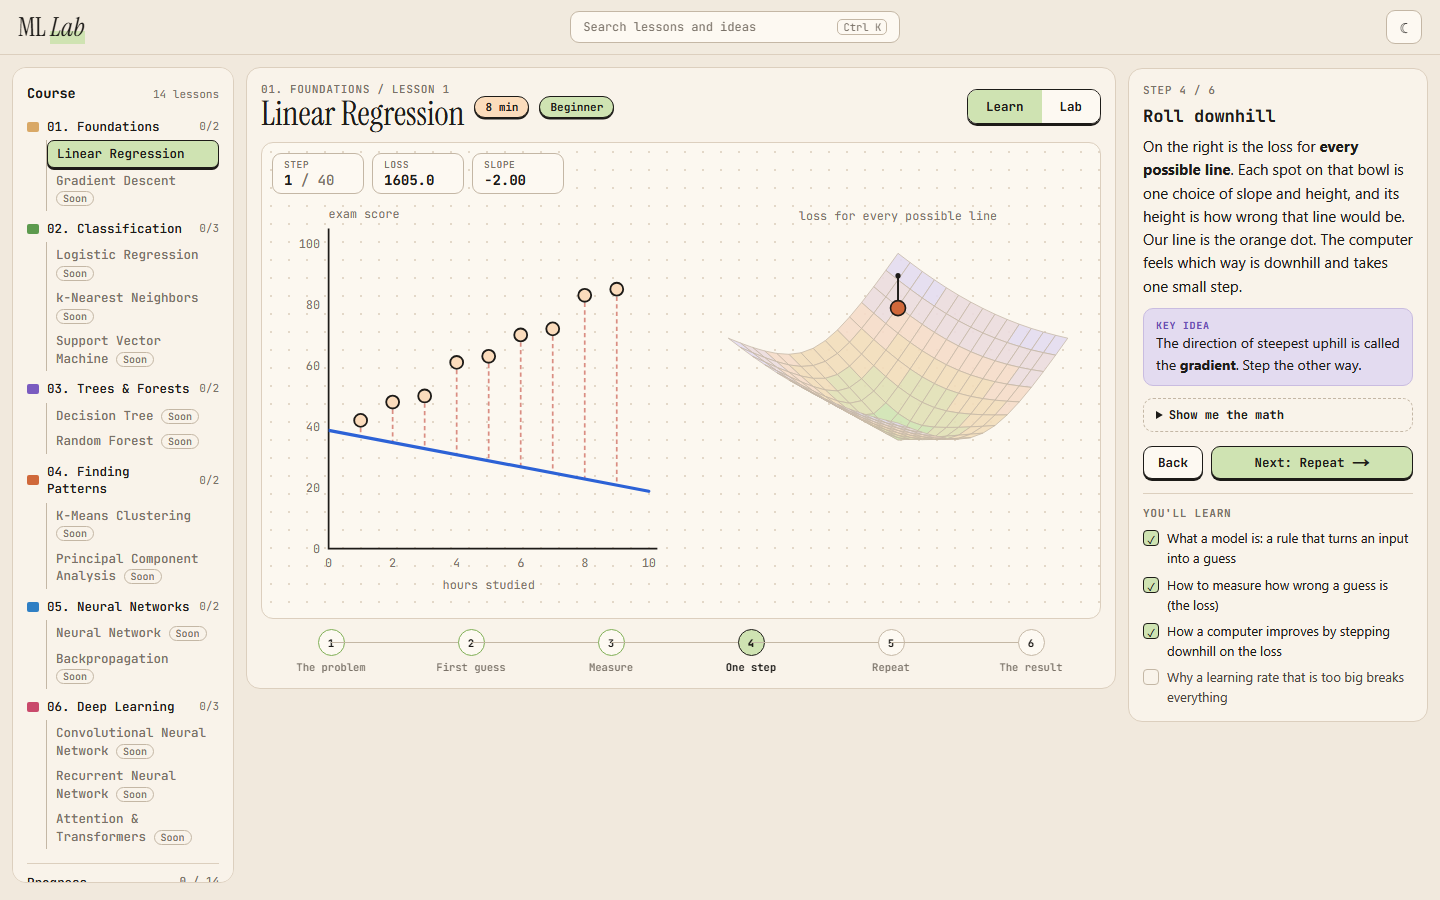 ML Lab
Search lessons and ideas
Ctrl K
Course
14 lessons
01. Foundations
0/2
Linear Regression
Gradient Descent
Soon
02. Classification
0/3
Logistic Regression
Soon
k-Nearest Neighbors
Soon
Support Vector
Machine Soon
03. Trees & Forests
0/2
Decision Tree Soon
Random Forest Soon
04. Finding
Patterns
0/2
K-Means Clustering
Soon
Principal Component
Analysis Soon
05. Neural Networks
0/2
Neural Network Soon
Backpropagation
Soon
06. Deep Learning
0/3
Convolutional Neural
Network Soon
Recurrent Neural
Network Soon
Attention &
Transformers Soon
Progress
0 / 14
01. FOUNDATIONS / LESSON 1
Linear Regression
8 min
Beginner
Learn
Lab
STEP
1 / 40
LOSS
1605.0
SLOPE
-2.00
exam score
100
80
60
40
20
0
0
2
4
6
8
10
hours studied
loss for every possible line
1
2
3
4
5
6
The problem
First guess
Measure
One step
Repeat
The result
STEP 4 / 6
Roll downhill
On the right is the loss for every
possible line. Each spot on that bowl is
one choice of slope and height, and its
height is how wrong that line would be.
Our line is the orange dot. The computer
feels which way is downhill and takes
one small step.
KEY IDEA
The direction of steepest uphill is called
the gradient. Step the other way.
Show me the math
Back
Next: Repeat
YOU'LL LEARN
What a model is: a rule that turns an input
into a guess
How to measure how wrong a guess is
(the loss)
How a computer improves by stepping
downhill on the loss
Why a learning rate that is too big breaks
everything